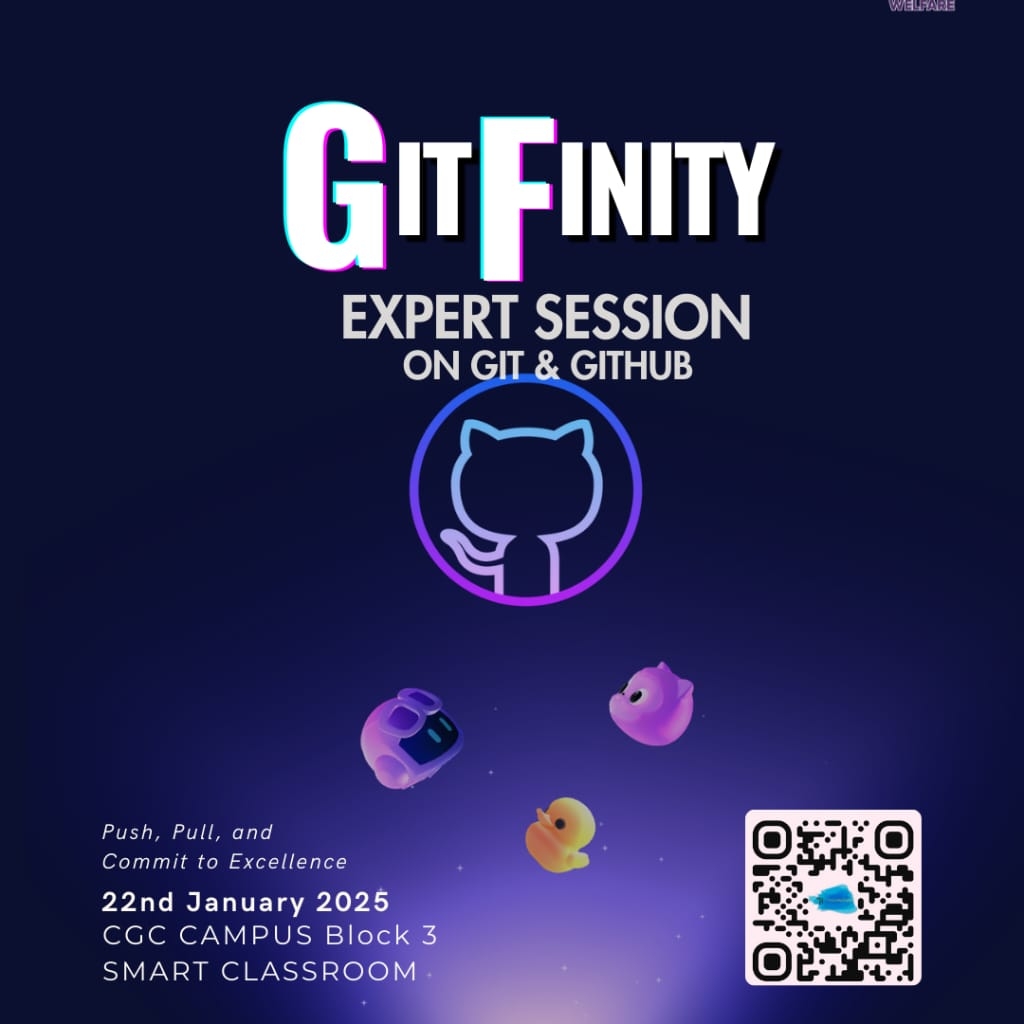 WELFARE
GITFINITY
EXPERT SESSION
ON GIT & GITHUB
Push, Pull, and
Commit to Excellence
22nd January 2025
CGC CAMPUS Block 3
SMART CLASSROOM